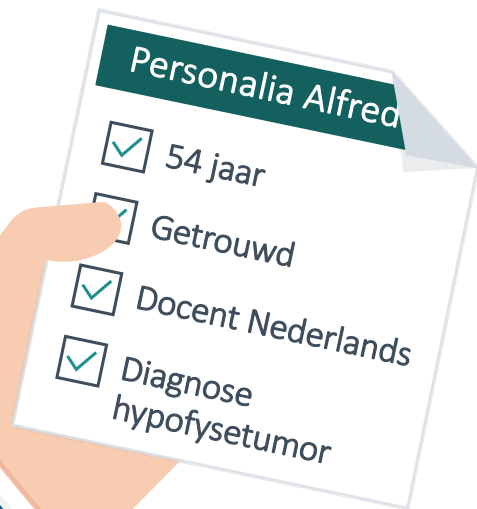 Personalia Alfred
54 jaar
Getrouwd
Docent Nederlands
Diagnose
hypofysetumor